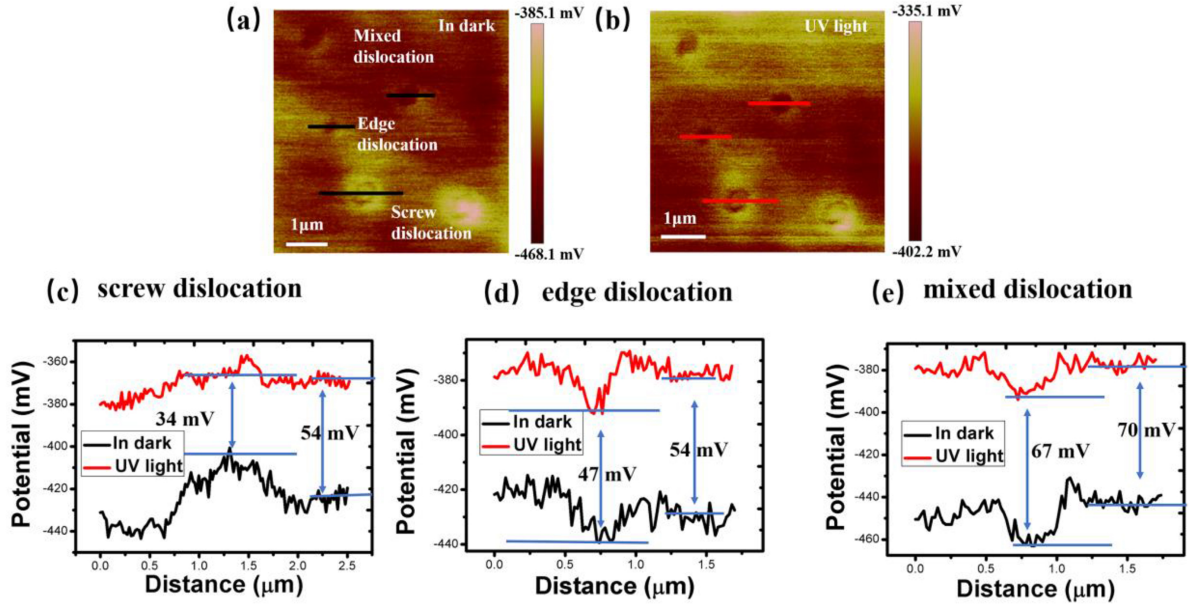 (a)
In dark
Mixed
dislocation
Edge
dislocation
Screw
dislocation
1μm
-385.1 mV
-468.1 mV
(b)
UV light
1μm
-335.1 mV
-402.2 mV
(c) screw dislocation
Potential (mV)
-360
-380
-400
-420
-440
34 mV
54 mV
In dark
UV light
0.0 0.5 1.0 1.5 2.0 2.5
Distance (μm)
(d) edge dislocation
Potential (mV)
-360
-380
-400
-420
-440
In dark
UV light
47 mV
54 mV
0.0 0.5 1.0 1.5
Distance (μm)
(e) mixed dislocation
Potential (mV)
-380
-400
-420
-440
-460
In dark
UV light
67 mV
70 mV
0.0 0.5 1.0 1.5
Distance (μm)